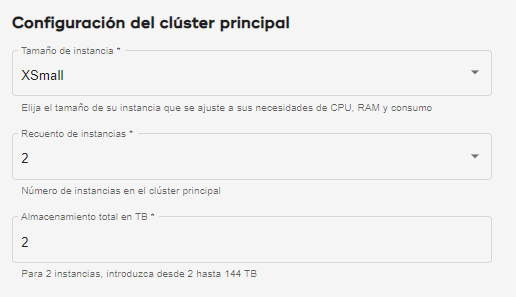 Configuración del clúster principal
Tamaño de instancia *
XSmall
Elija el tamaño de su instancia que se ajuste a sus necesidades de CPU, RAM y consumo
Recuento de instancias *
2
Número de instancias en el clúster principal
Almacenamiento total en TB *
2
Para 2 instancias, introduzca desde 2 hasta 144 TB